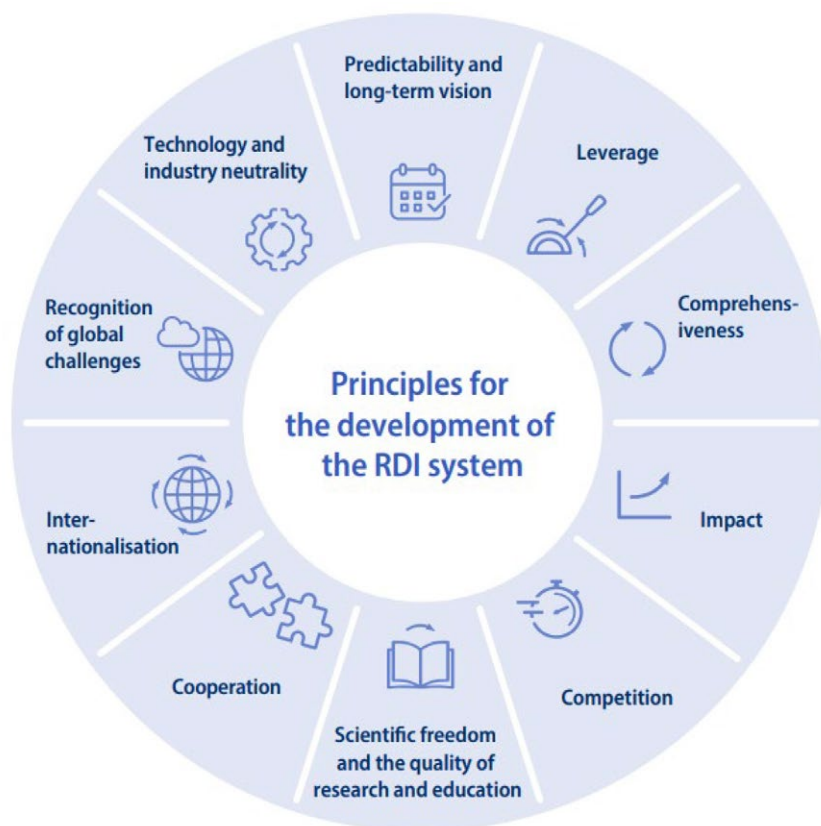 Predictability and
long-term vision
Leverage
Comprehens-
iveness
Impact
Competition
Scientific freedom
and the quality of
research and education
Cooperation
Inter-
nationalisation
Recognition
of global
challenges
Technology and
industry neutrality
Principles for
the development of
the RDI system